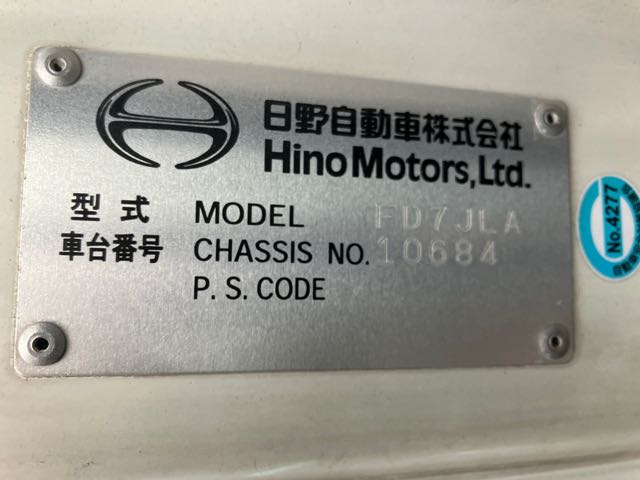 日野自動車株式会社
Hino Motors, Ltd.
型式 MODEL FD7JLA
車台番号 CHASSIS NO. 10684
P. S. CODE
No.4277